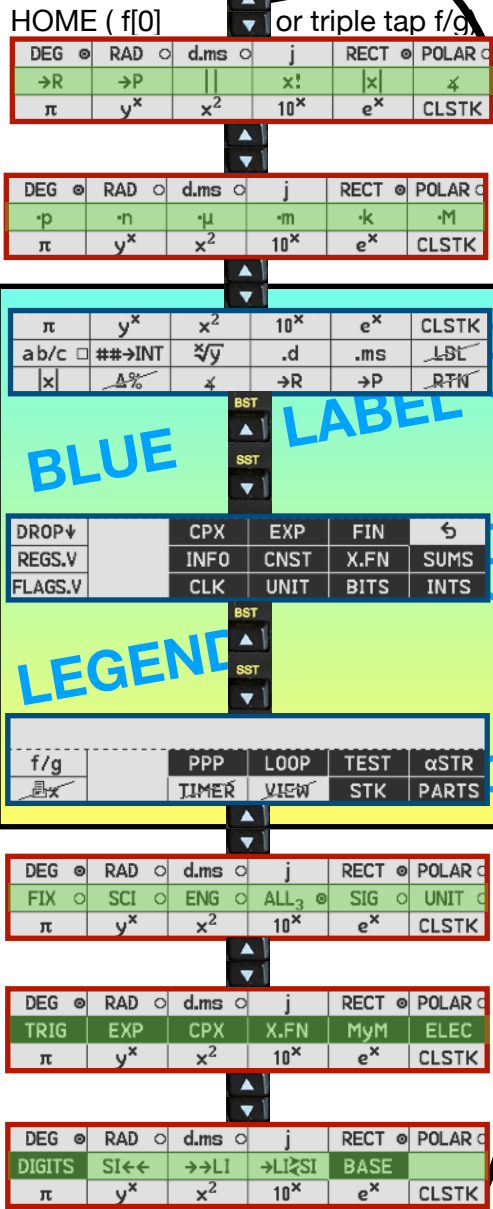 HOME ( f[0] ▲ ▼ or triple tap f/g)
DEG RAD d.ms j RECT POLAR
→R →P || x! |x| ∡
π yˣ x² 10ˣ eˣ CLSTK
▲
▼
DEG RAD d.ms j RECT POLAR
·p ·n ·µ ·m ·k ·M
π yˣ x² 10ˣ eˣ CLSTK
▲
▼
π yˣ x² 10ˣ eˣ CLSTK
ab/c ##→INT ˣ√y .d .ms LBL
|x| Δ% ∡ →R →P RTN
BST
▲
SST
▼
BLUE LABEL
DROP↓ CPX EXP FIN ↶
REGS.V INFO CNST X.FN SUMS
FLAGS.V CLK UNIT BITS INTS
BST
▲
SST
▼
LEGEND
f/g PPP LOOP TEST αSTR
🖶x TIMER VIEW STK PARTS
▲
▼
DEG RAD d.ms j RECT POLAR
FIX SCI ENG ALL₃ SIG UNIT
π yˣ x² 10ˣ eˣ CLSTK
▲
▼
DEG RAD d.ms j RECT POLAR
TRIG EXP CPX X.FN MyM ELEC
π yˣ x² 10ˣ eˣ CLSTK
▲
▼
DEG RAD d.ms j RECT POLAR
DIGITS SI←← →→LI →LI≷SI BASE
π yˣ x² 10ˣ eˣ CLSTK